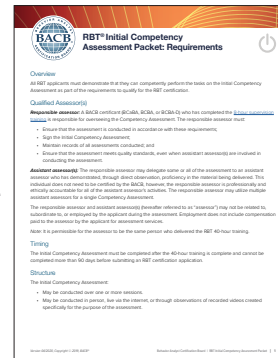 BACB
RBT® Initial Competency
Assessment Packet: Requirements
Overview
All RBT applicants must demonstrate that they can competently perform the tasks on the Initial Competency
Assessment as part of the requirements to qualify for the RBT certification.
Qualified Assessor(s)
Responsible assessor: A BACB certificant (BCaBA, BCBA, or BCBA-D) who has completed the 8-hour supervision
training is responsible for overseeing the Competency Assessment. The responsible assessor must:
• Ensure that the assessment is conducted in accordance with these requirements;
• Sign the Initial Competency Assessment;
• Maintain records of all assessments conducted; and
• Ensure that the assessment meets quality standards, even when assistant assessor(s) are involved in
conducting the assessment.
Assistant assessor(s): The responsible assessor may delegate some or all of the assessment to an assistant
assessor who has demonstrated, through direct observation, proficiency in the material being delivered. This
individual does not need to be certified by the BACB; however, the responsible assessor is professionally and
ethically accountable for all of the assistant assessor's activities. The responsible assessor may utilize multiple
assistant assessors for a single Competency Assessment.
The responsible assessor and assistant assessor(s) (hereafter referred to as "assessor") may not be related to,
subordinate to, or employed by the applicant during the assessment. Employment does not include compensation
paid to the assessor by the applicant for assessment services.
Note: It is permissible for the assessor to be the same person who delivered the RBT 40-hour training.
Timing
The Initial Competency Assessment must be completed after the 40-hour training is complete and cannot be
completed more than 90 days before submitting an RBT certification application.
Structure
The Initial Competency Assessment:
• May be conducted over one or more sessions.
• May be conducted in person, live via the internet, or through observations of recorded videos created
specifically for the purpose of the assessment.